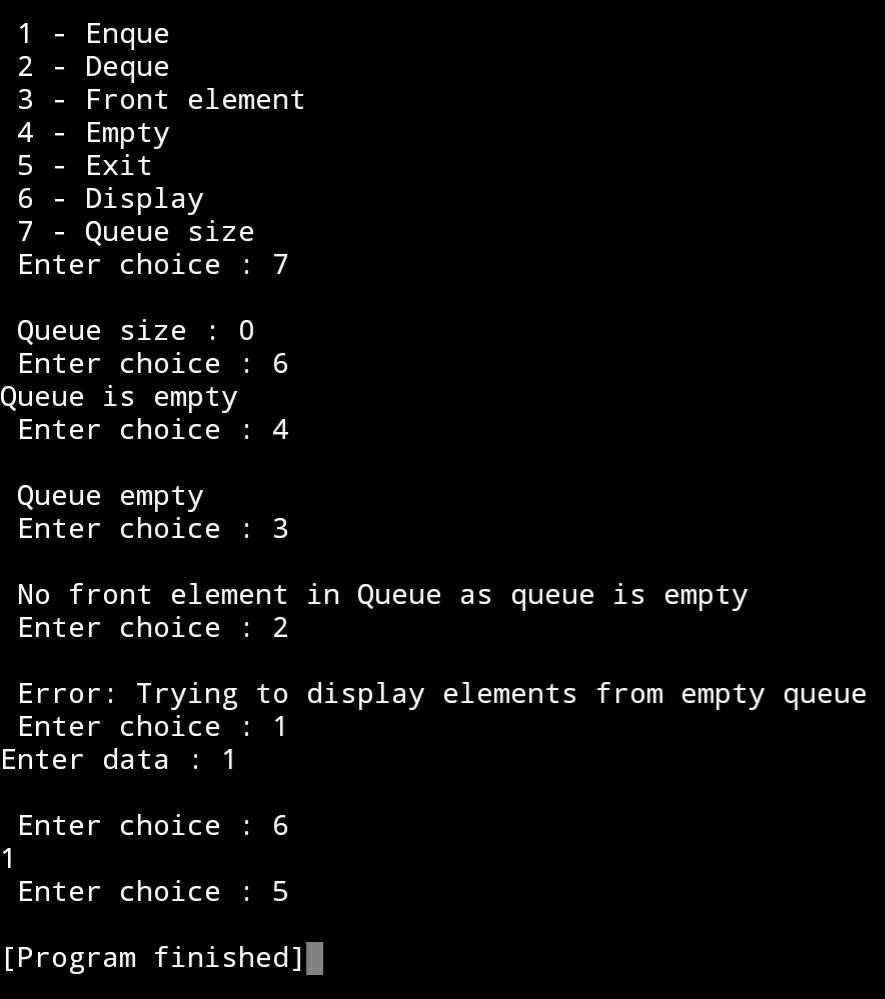 1 - Enque
2 - Deque
3 - Front element
4 - Empty
5 - Exit
6 - Display
7 - Queue size
Enter choice : 7
Queue size : 0
Enter choice : 6
Queue is empty
Enter choice : 4
Queue empty
Enter choice : 3
No front element in Queue as queue is empty
Enter choice : 2
Error: Trying to display elements from empty queue
Enter choice : 1
Enter data : 1
Enter choice : 6
1
Enter choice : 5
[Program finished]